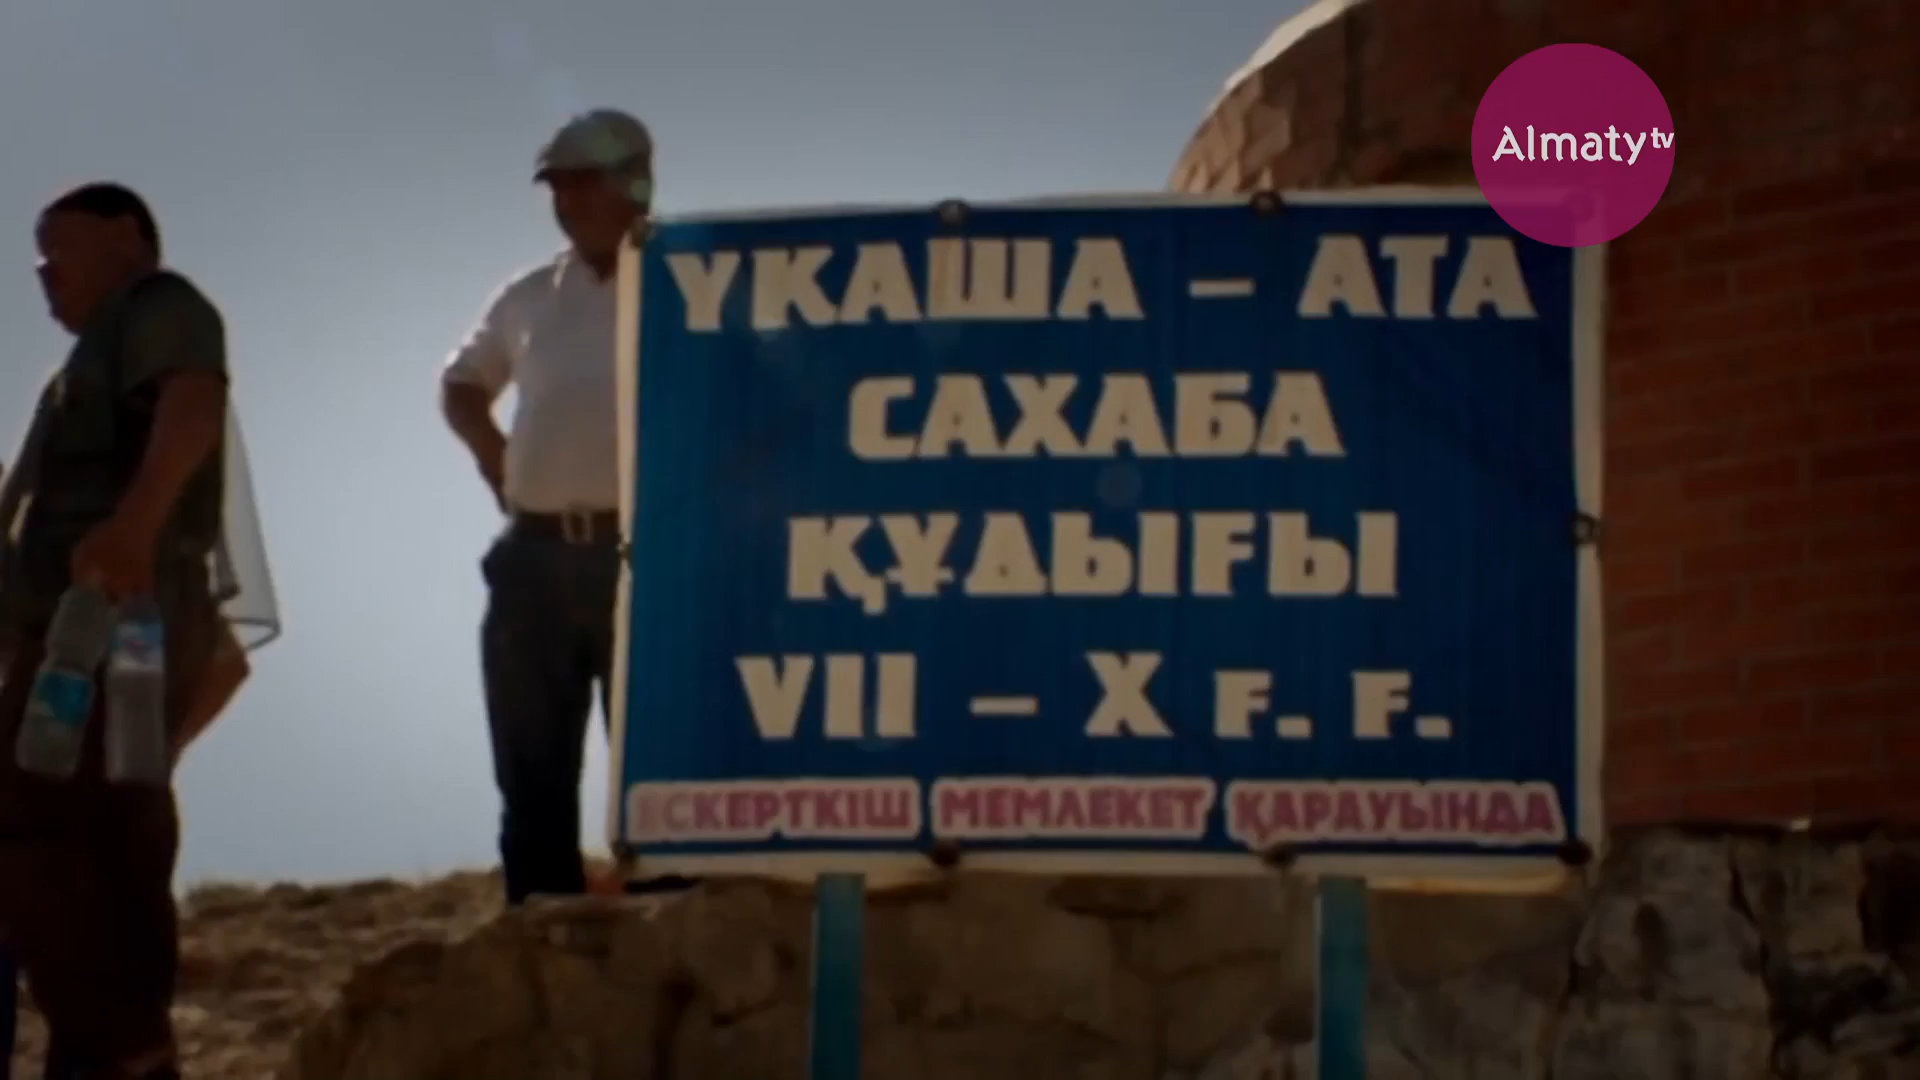 Almaty tv
ҮКАША – АТА
САХАБА
ҚҰДЫҒЫ
VII – X ғ. ғ.
ЕСКЕРТКІШ МЕМЛЕКЕТ ҚАРАУЫНДА